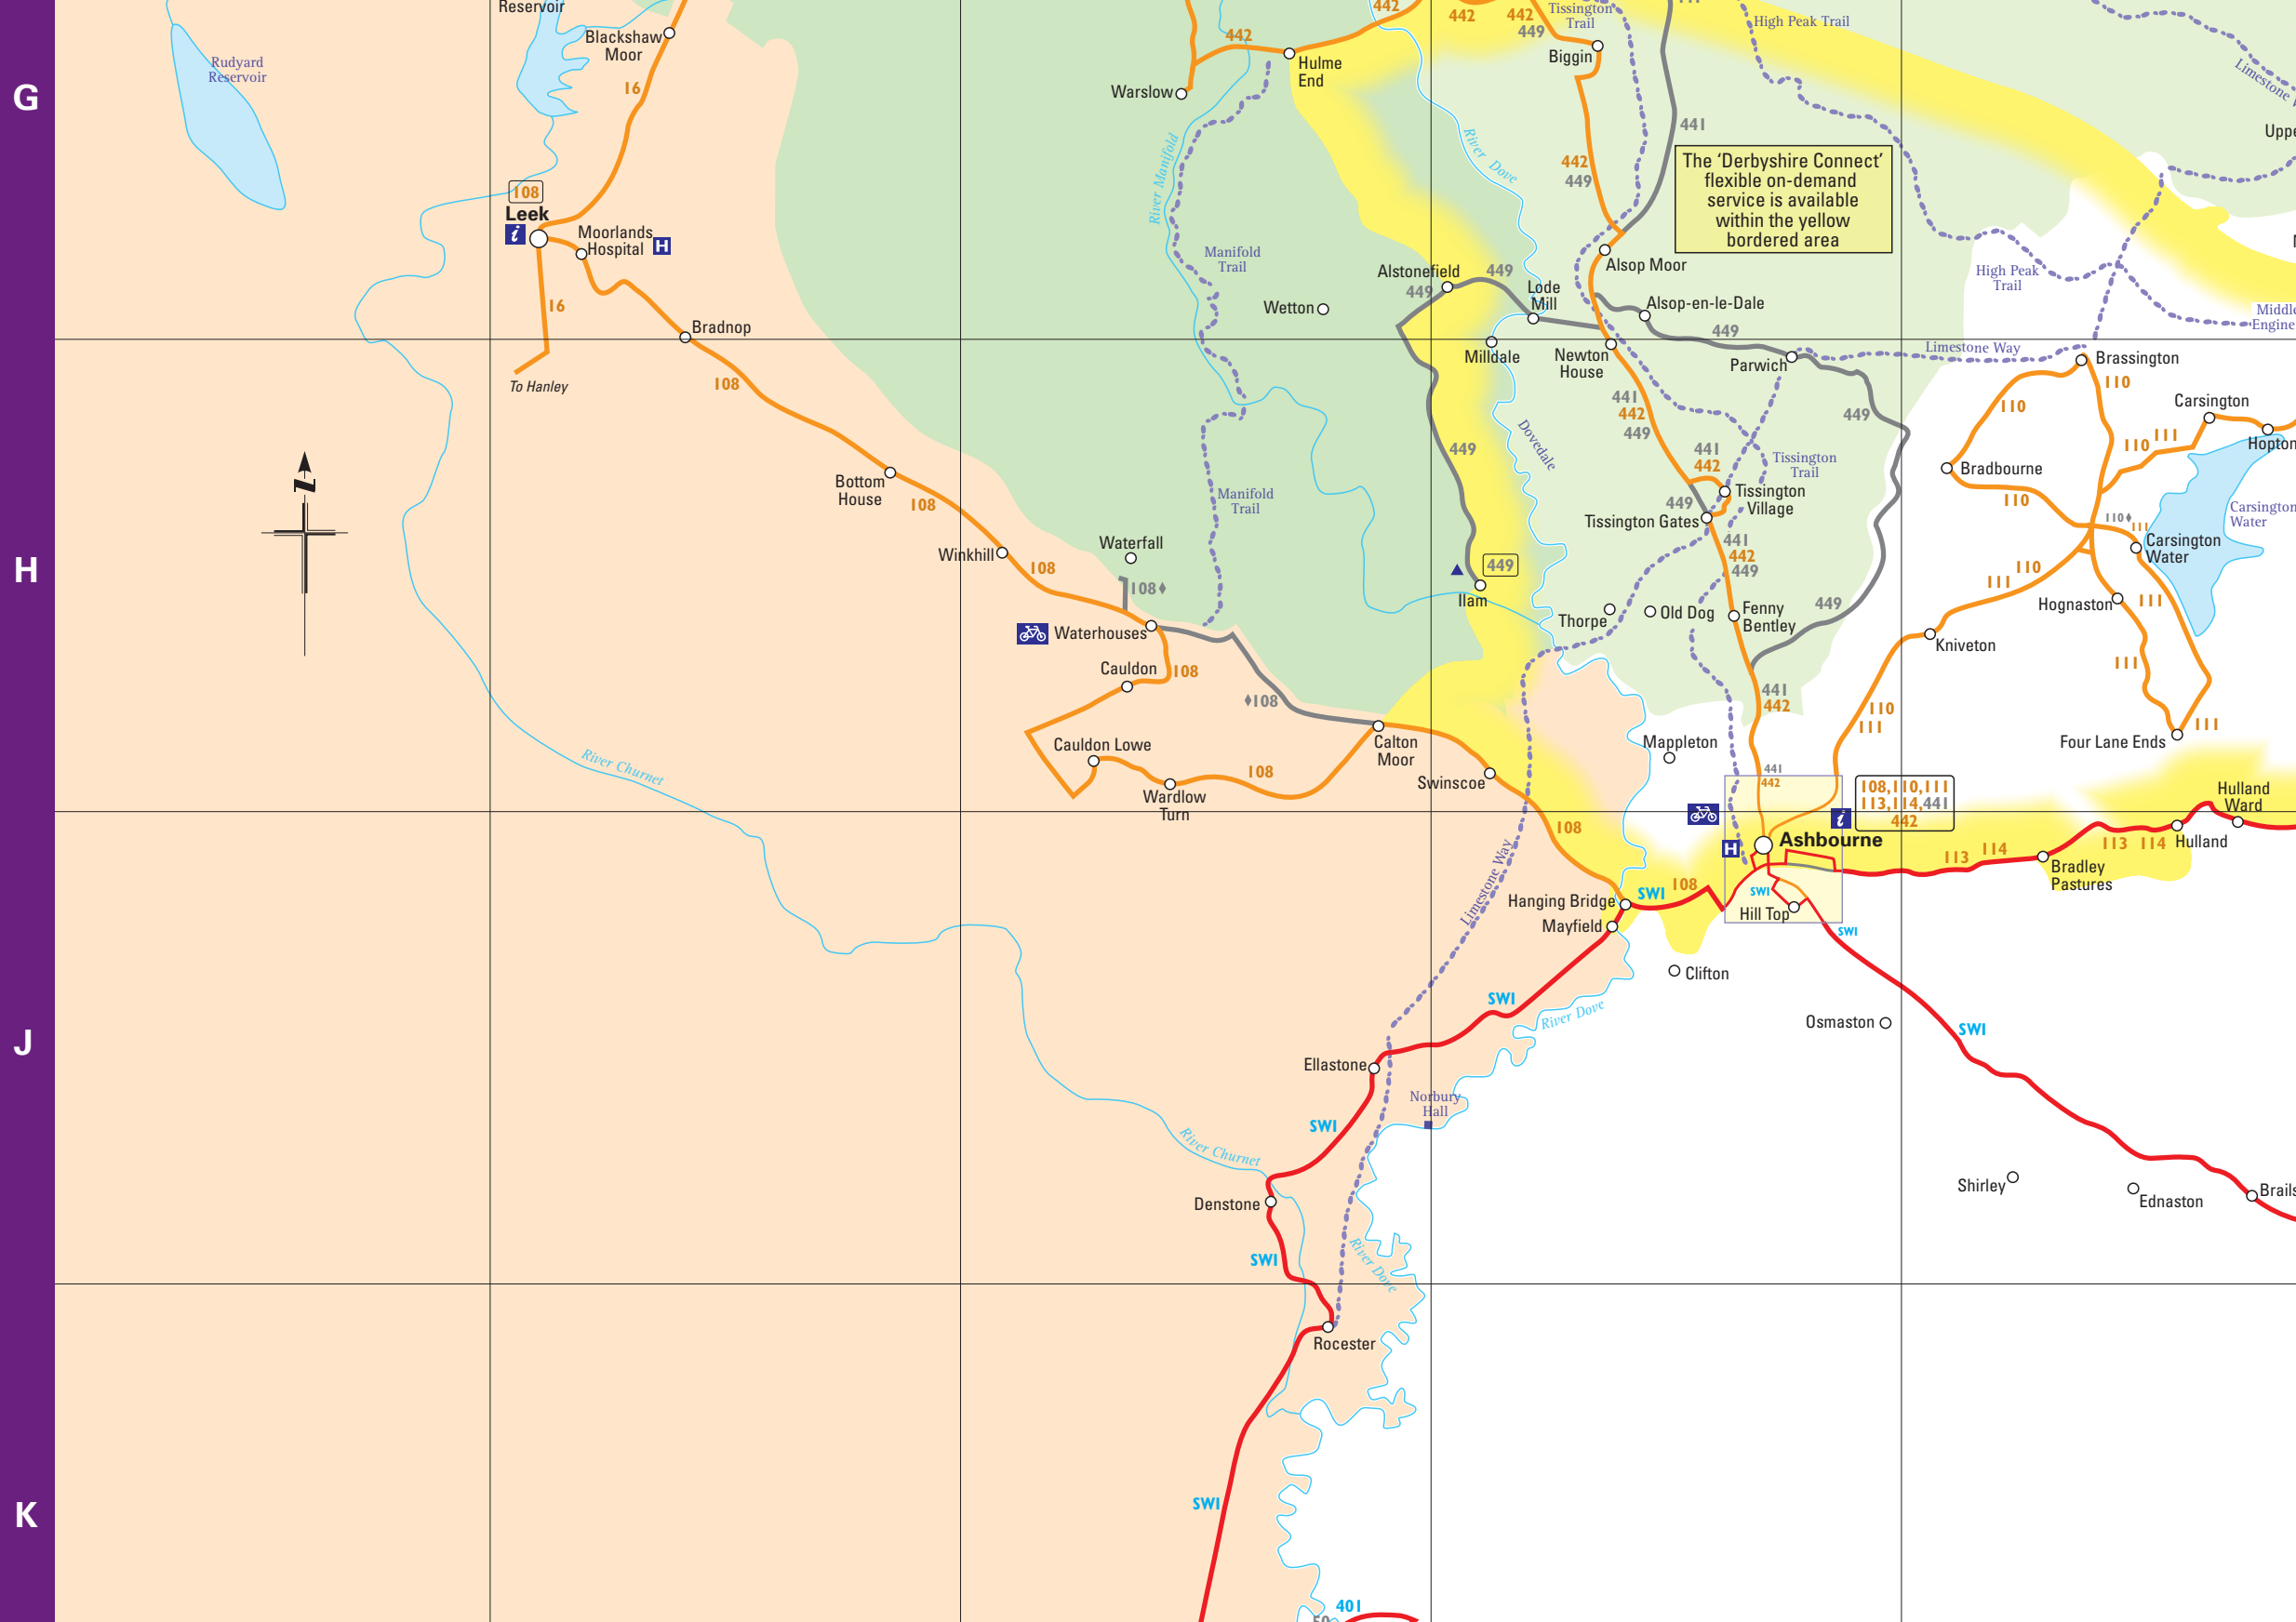 G
H
J
K
Reservoir
Blackshaw
Moor
16
Rudyard
Reservoir
108
Leek
i
Moorlands
Hospital
H
16
To Hanley
Bradnop
108
Bottom
House
108
Winkhill
108
442
Hulme
End
Warslow
River Manifold
Manifold
Trail
Wetton
Manifold
Trail
Waterfall
108♦
Waterhouses
Cauldon
108
♦108
Cauldon Lowe
Wardlow
Turn
108
Calton
Moor
Swinscoe
108
River Churnet
442
442
442
449
Tissington
Trail
Biggin
High Peak Trail
Limestone
441
River Dove
442
449
The ‘Derbyshire Connect’
flexible on-demand
service is available
within the yellow
bordered area
Alstonefield
449
449
Lode
Mill
Alsop Moor
Alsop-en-le-Dale
449
High Peak
Trail
Middle
Engine
Milldale
Newton
House
Parwich
Limestone Way
Brassington
110
110
Carsington
111
110
Hopton
441
442
449
449
Dovedale
449
441
442
Tissington
Trail
Bradbourne
110
449
Tissington
Village
Tissington Gates
110♦
111
Carsington
Water
Carsington
Water
441
442
449
449
Ilam
Thorpe
Old Dog
Fenny
Bentley
449
110
111
Hognaston
111
Kniveton
111
111
Four Lane Ends
441
442
110
111
Mappleton
441
442
108,110,111
113,114,441
442
i
H
Ashbourne
Hulland
Ward
Hulland
113
114
113
114
Bradley
Pastures
Limestone Way
Hanging Bridge
SWI
108
SWI
Hill Top
Mayfield
SWI
Clifton
SWI
River Dove
Osmaston
SWI
Ellastone
Norbury
Hall
SWI
River Churnet
Denstone
SWI
River Dove
Shirley
Ednaston
Brails
Rocester
SWI
401